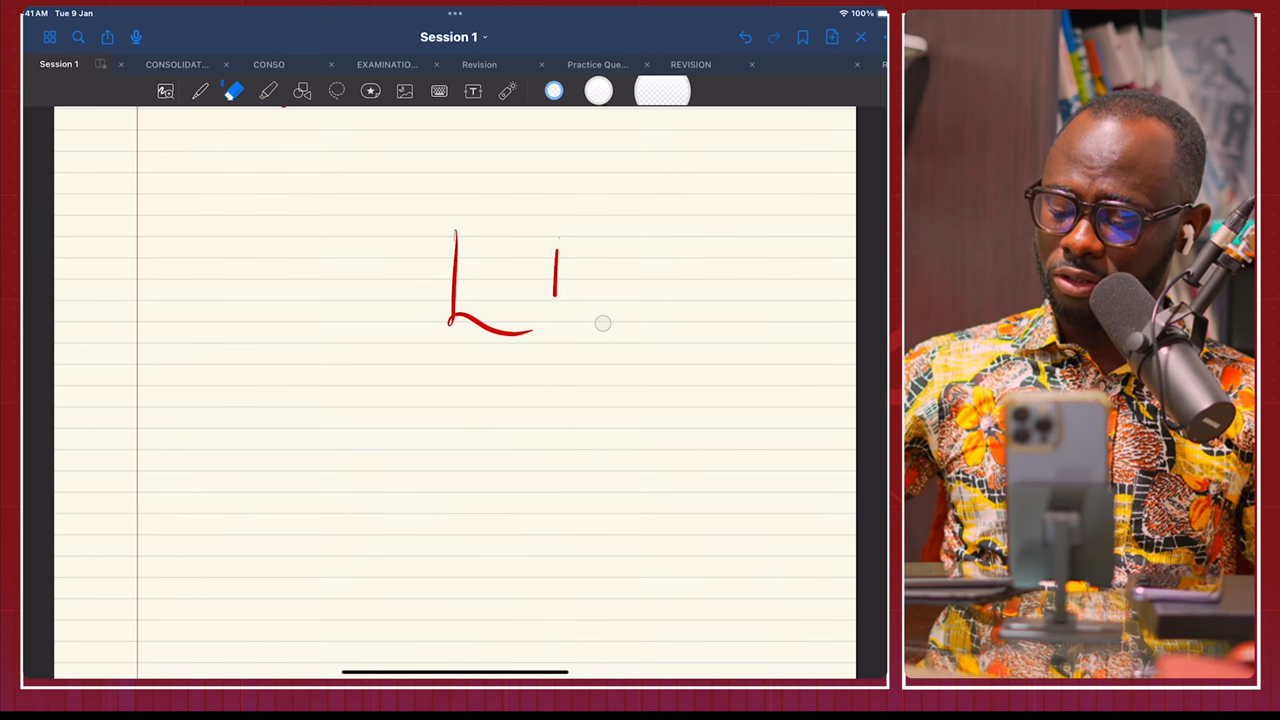 :41 AM Tue 9 Jan 100%
Session 1
Session 1 CONSOLIDAT... CONSO EXAMINATIO... Revision Practice Que... REVISION
T
L I